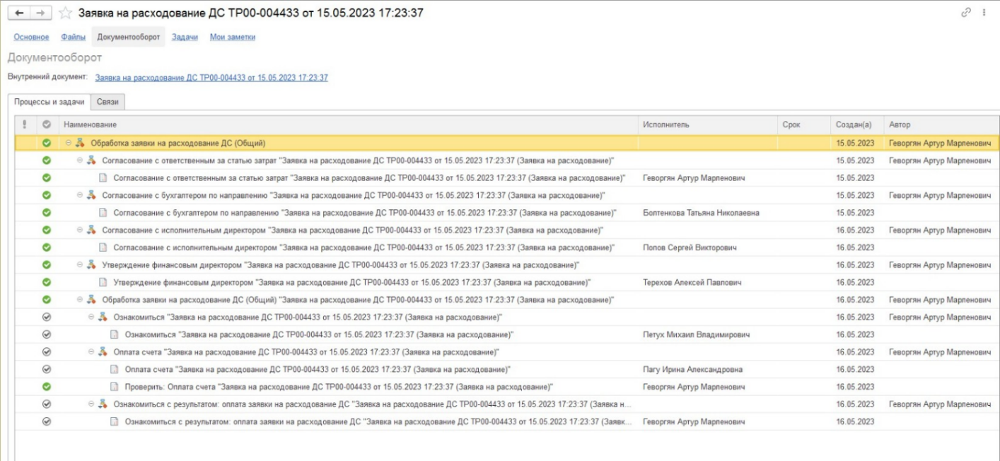 Заявка на расходование ДС ТР00-004433 от 15.05.2023 17:23:37
Основное Файлы Документооборот Задачи Мои заметки
Документооборот
Внутренний документ: Заявка на расходование ДС ТР00-004433 от 15.05.2023 17:23:37
Процессы и задачи Связи
Наименование Исполнитель Срок Создан(а) Автор
Обработка заявки на расходование ДС (Общий) 15.05.2023 Геворгян Артур Марленович
Согласование с ответственным за статью затрат "Заявка на расходование ДС ТР00-004433 от 15.05.2023 17:23:37 (Заявка на расходование)" 15.05.2023 Геворгян Артур Марленович
Согласование с ответственным за статью затрат "Заявка на расходование ДС ТР00-004433 от 15.05.2023 17:23:37 (Заявка на расходование)" Геворгян Артур Марленович 15.05.2023
Согласование с бухгалтером по направлению "Заявка на расходование ДС ТР00-004433 от 15.05.2023 17:23:37 (Заявка на расходование)" 15.05.2023 Геворгян Артур Марленович
Согласование с бухгалтером по направлению "Заявка на расходование ДС ТР00-004433 от 15.05.2023 17:23:37 (Заявка на расходование)" Болтенкова Татьяна Николаевна 15.05.2023
Согласование с исполнительным директором "Заявка на расходование ДС ТР00-004433 от 15.05.2023 17:23:37 (Заявка на расходование)" 16.05.2023 Геворгян Артур Марленович
Согласование с исполнительным директором "Заявка на расходование ДС ТР00-004433 от 15.05.2023 17:23:37 (Заявка на расходование)" Попов Сергей Викторович 16.05.2023
Утверждение финансовым директором "Заявка на расходование ДС ТР00-004433 от 15.05.2023 17:23:37 (Заявка на расходование)" 16.05.2023 Геворгян Артур Марленович
Утверждение финансовым директором "Заявка на расходование ДС ТР00-004433 от 15.05.2023 17:23:37 (Заявка на расходование)" Терехов Алексей Павлович 16.05.2023
Обработка заявки на расходование ДС (Общий) "Заявка на расходование ДС ТР00-004433 от 15.05.2023 17:23:37 (Заявка на расходование)" 16.05.2023 Геворгян Артур Марленович
Ознакомиться "Заявка на расходование ДС ТР00-004433 от 15.05.2023 17:23:37 (Заявка на расходование)" 16.05.2023 Геворгян Артур Марленович
Ознакомиться "Заявка на расходование ДС ТР00-004433 от 15.05.2023 17:23:37 (Заявка на расходование)" Петух Михаил Владимирович 16.05.2023
Оплата счета "Заявка на расходование ДС ТР00-004433 от 15.05.2023 17:23:37 (Заявка на расходование)" 16.05.2023 Геворгян Артур Марленович
Оплата счета "Заявка на расходование ДС ТР00-004433 от 15.05.2023 17:23:37 (Заявка на расходование)" Пагу Ирина Александровна 16.05.2023
Проверить: Оплата счета "Заявка на расходование ДС ТР00-004433 от 15.05.2023 17:23:37 (Заявка на расходование)" Геворгян Артур Марленович 16.05.2023
Ознакомиться с результатом: оплата заявки на расходование ДС "Заявка на расходование ДС ТР00-004433 от 15.05.2023 17:23:37 (Заявка н... 16.05.2023 Геворгян Артур Марленович
Ознакомиться с результатом: оплата заявки на расходование ДС "Заявка на расходование ДС ТР00-004433 от 15.05.2023 17:23:37 (Заявк... Геворгян Артур Марленович 16.05.2023